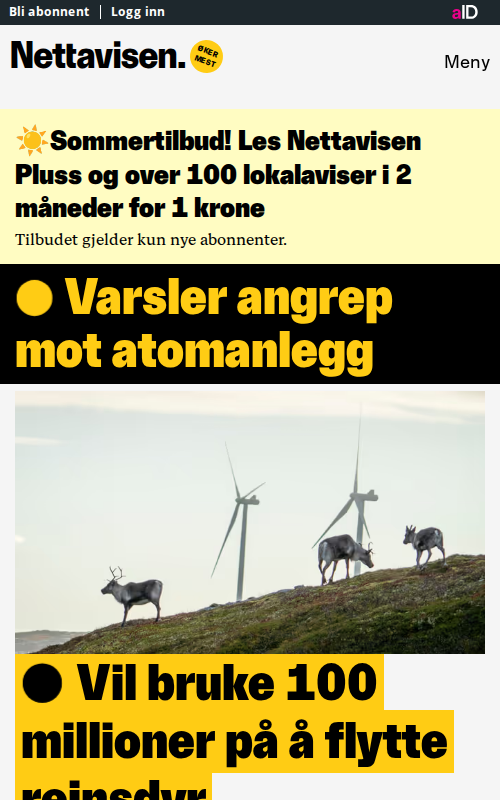 Bli abonnent
Logg inn
aID
Nettavisen.
ØKER
MEST
Meny
Sommertilbud! Les Nettavisen
Pluss og over 100 lokalaviser i 2
måneder for 1 krone
Tilbudet gjelder kun nye abonnenter.
Varsler angrep
mot atomanlegg
Vil bruke 100
millioner på å flytte
reinsdyr